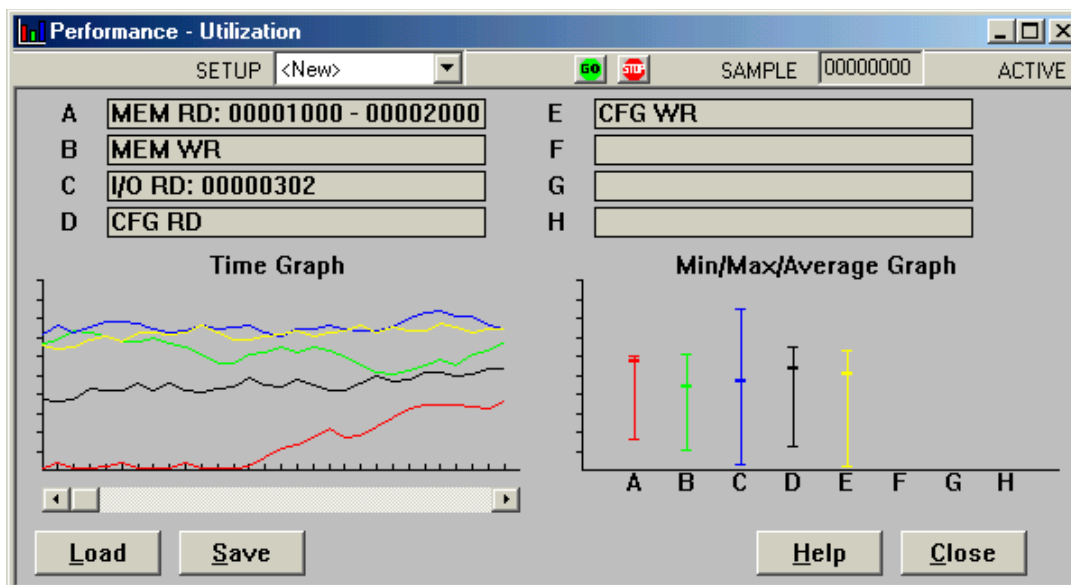 Performance - Utilization
SETUP <New> GO STOP SAMPLE 00000000 ACTIVE
A MEM RD: 00001000 - 00002000
B MEM WR
C I/O RD: 00000302
D CFG RD
E CFG WR
F
G
H
Time Graph
Min/Max/Average Graph
A B C D E F G H
Load Save Help Close